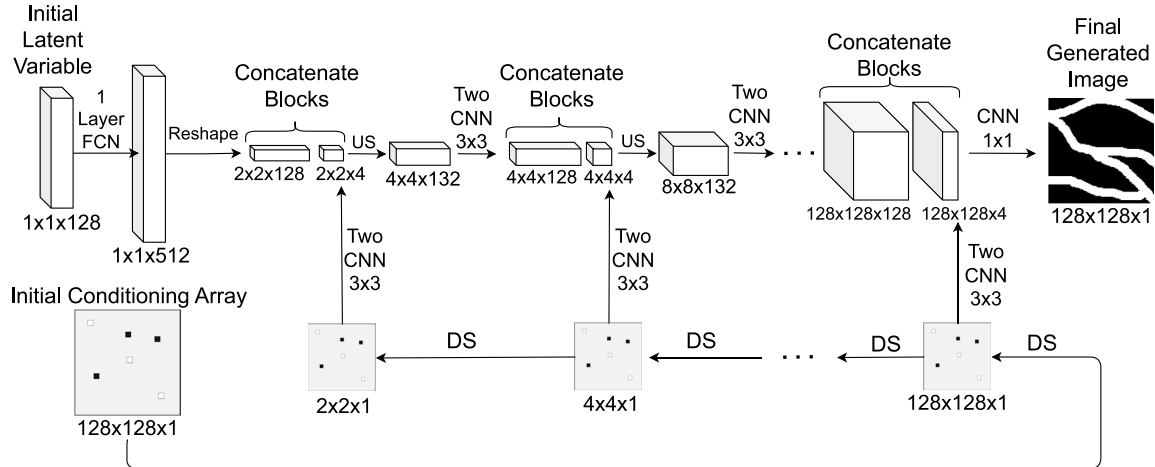 Initial
Latent
Variable
1
Layer
FCN
1x1x128
1x1x512
Reshape
Concatenate
Blocks
2x2x128
2x2x4
US
4x4x132
Two
CNN
3x3
Concatenate
Blocks
4x4x128
4x4x4
US
8x8x132
Two
CNN
3x3
. . .
Concatenate
Blocks
128x128x128
128x128x4
CNN
1x1
Final
Generated
Image
128x128x1
Two
CNN
3x3
Two
CNN
3x3
Two
CNN
3x3
Initial Conditioning Array
128x128x1
2x2x1
DS
4x4x1
DS
. . .
DS
128x128x1
DS